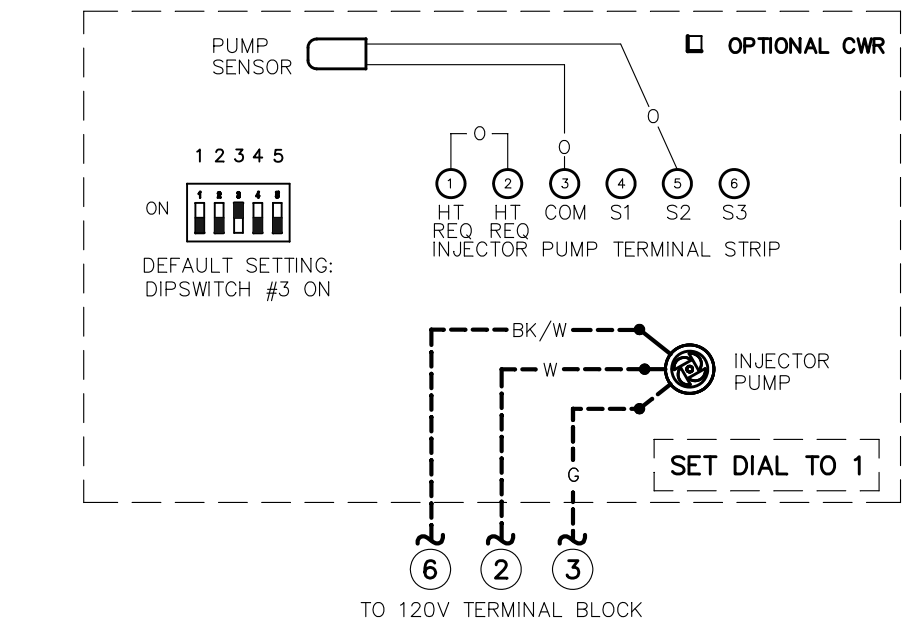 PUMP
SENSOR
OPTIONAL CWR
O
O
O
1 2 3 4 5
1 2 3 4 5 6
HT HT COM S1 S2 S3
REQ REQ
INJECTOR PUMP TERMINAL STRIP
ON
1 2 3 4 5
DEFAULT SETTING:
DIPSWITCH #3 ON
BK/W
W
G
INJECTOR
PUMP
SET DIAL TO 1
6 2 3
TO 120V TERMINAL BLOCK